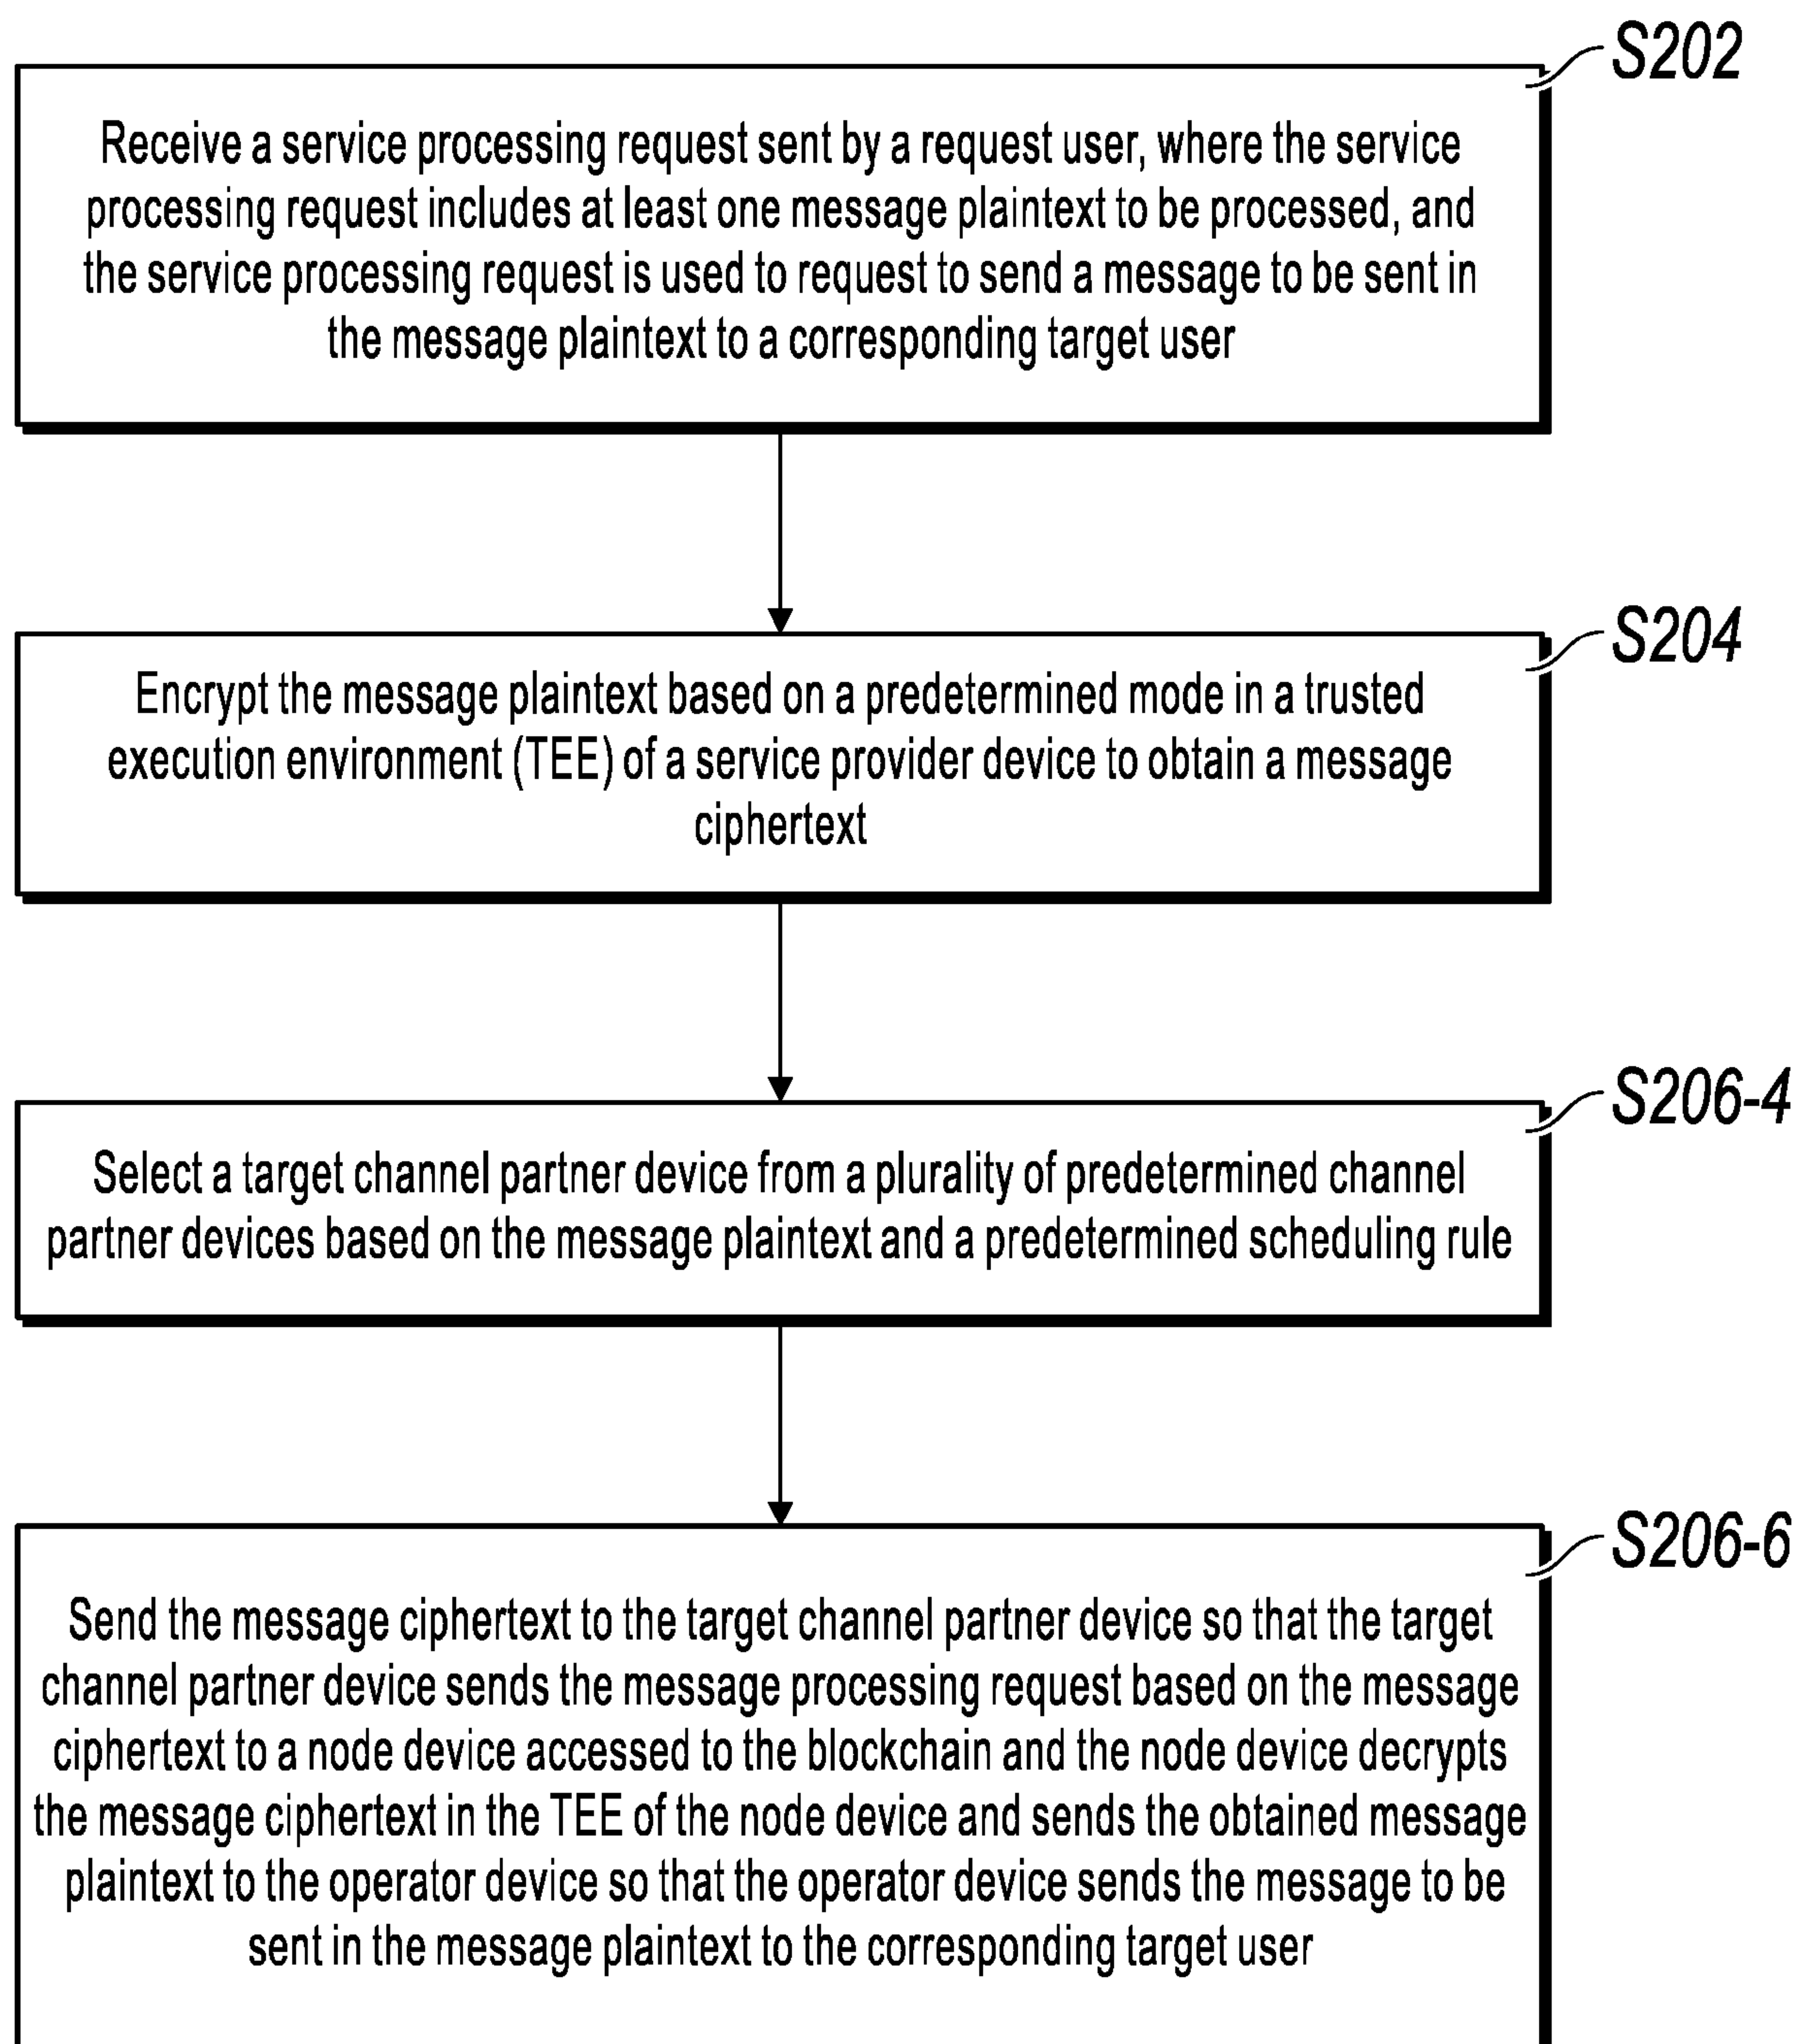 S202
Receive a service processing request sent by a request user, where the service
processing request includes at least one message plaintext to be processed, and
the service processing request is used to request to send a message to be sent in
the message plaintext to a corresponding target user
S204
Encrypt the message plaintext based on a predetermined mode in a trusted
execution environment (TEE) of a service provider device to obtain a message
ciphertext
S206-4
Select a target channel partner device from a plurality of predetermined channel
partner devices based on the message plaintext and a predetermined scheduling rule
S206-6
Send the message ciphertext to the target channel partner device so that the target
channel partner device sends the message processing request based on the message
ciphertext to a node device accessed to the blockchain and the node device decrypts
the message ciphertext in the TEE of the node device and sends the obtained message
plaintext to the operator device so that the operator device sends the message to be
sent in the message plaintext to the corresponding target user